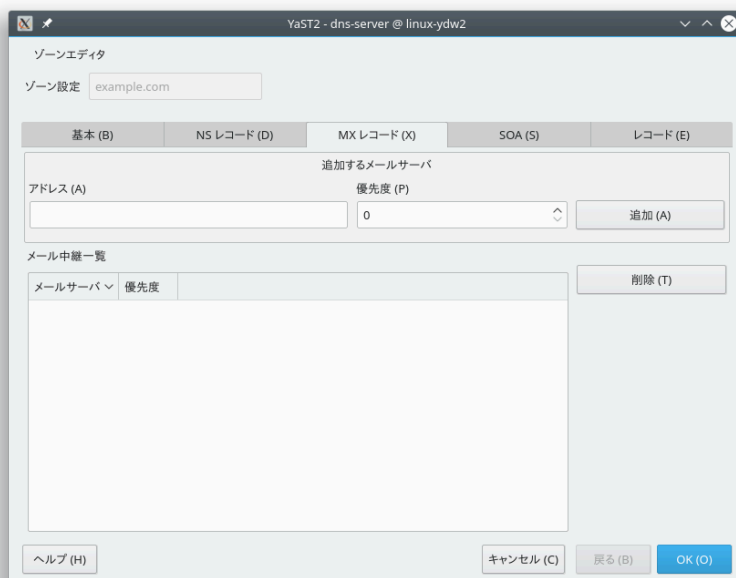 YaST2 - dns-server @ linux-ydw2
ゾーンエディタ
ゾーン設定 example.com
基本 (B) NS レコード (D) MX レコード (X) SOA (S) レコード (E)
追加するメールサーバ
アドレス (A) 優先度 (P)
0 追加 (A)
メール中継一覧
メールサーバ 優先度 削除 (T)
ヘルプ (H) キャンセル (C) 戻る (B) OK (O)